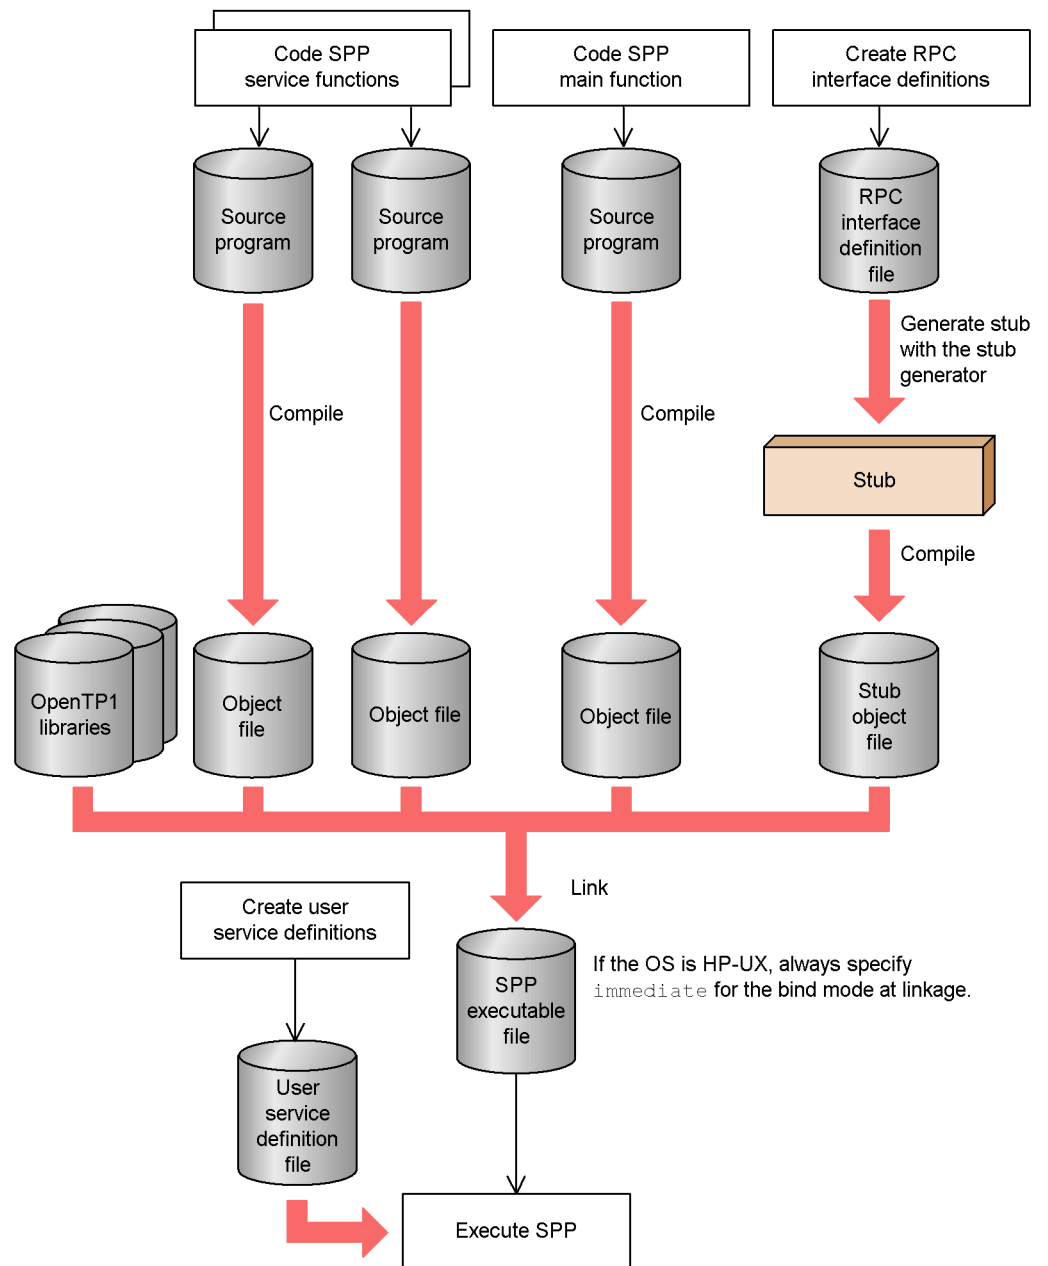 Code SPP
service functions
Code SPP
main function
Create RPC
interface definitions
Source
program
Source
program
Source
program
RPC
interface
definition
file
Generate stub
with the stub
generator
Compile
Compile
Stub
Compile
OpenTP1
libraries
Object
file
Object file
Object file
Stub
object
file
Link
Create user
service definitions
SPP
executable
file
If the OS is HP-UX, always specify
immediate for the bind mode at linkage.
User
service
definition
file
Execute SPP